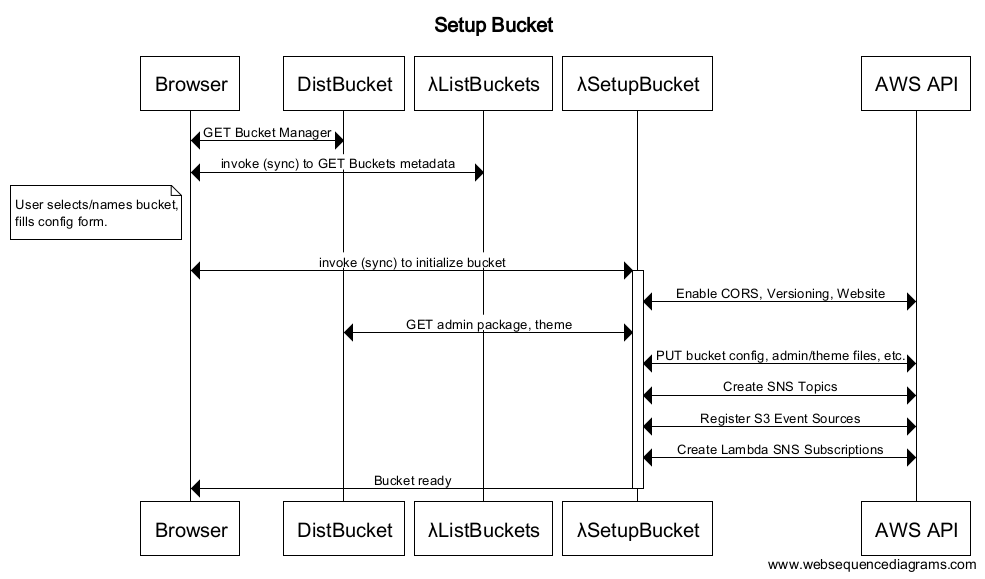 Setup Bucket
Browser
DistBucket
λListBuckets
λSetupBucket
AWS API
GET Bucket Manager
invoke (sync) to GET Buckets metadata
User selects/names bucket,
fills config form.
invoke (sync) to initialize bucket
Enable CORS, Versioning, Website
GET admin package, theme
PUT bucket config, admin/theme files, etc.
Create SNS Topics
Register S3 Event Sources
Create Lambda SNS Subscriptions
Bucket ready
Browser
DistBucket
λListBuckets
λSetupBucket
AWS API
www.websequencediagrams.com